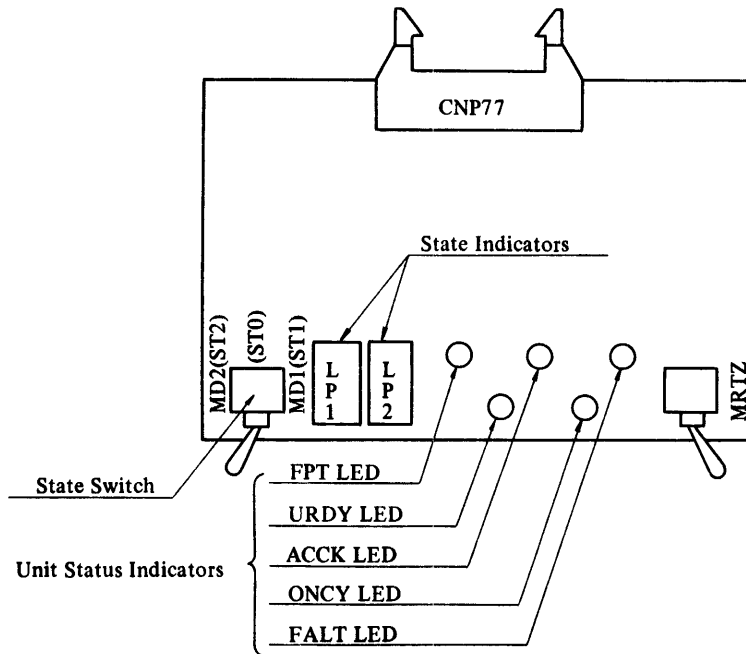 CNP77
State Indicators
MD2(ST2)
(ST0)
MD1(ST1)
LP1
LP2
MRTZ
State Switch
FPT LED
URDY LED
Unit Status Indicators
ACCK LED
ONCY LED
FALT LED